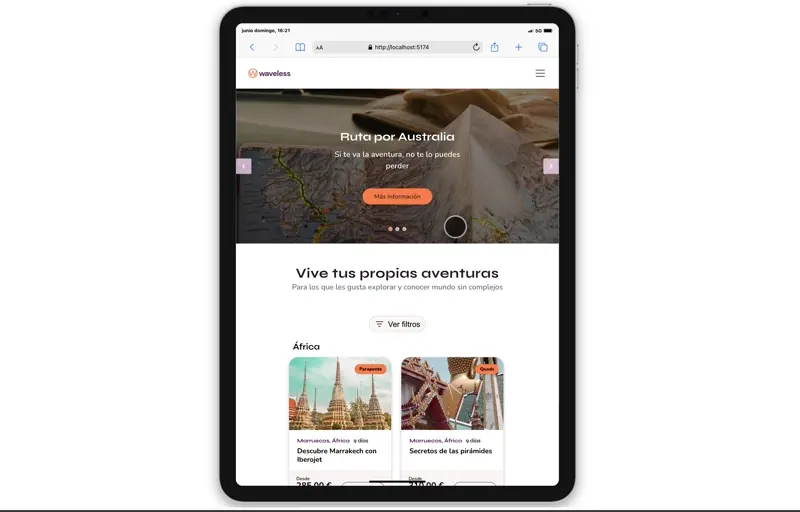 junio domingo, 16:21
5G
AA
http://localhost:5174
waveless
Ruta por Australia
Si te va la aventura, no te lo puedes
perder
Más información
Vive tus propias aventuras
Para los que les gusta explorar y conocer mundo sin complejos
Ver filtros
África
Parapente
Quads
Marruecos, África 9 días
Marruecos, África 9 días
Descubre Marrakech con
Iberojet
Secretos de las pirámides
Desde
Desde
285,00 €
310,00 €